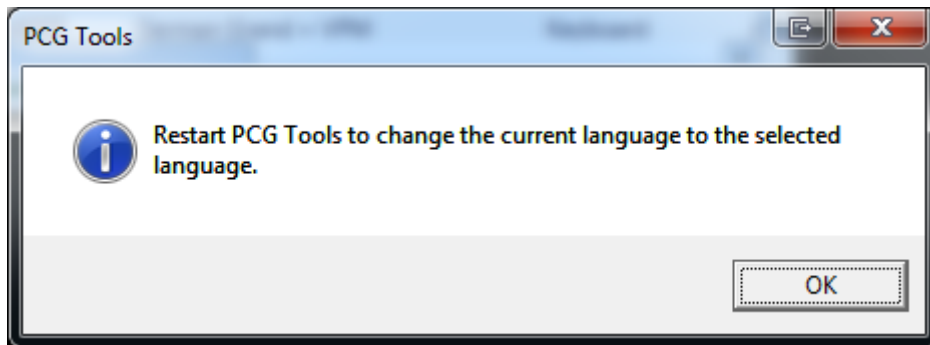 PCG Tools
Restart PCG Tools to change the current language to the selected
language.
OK